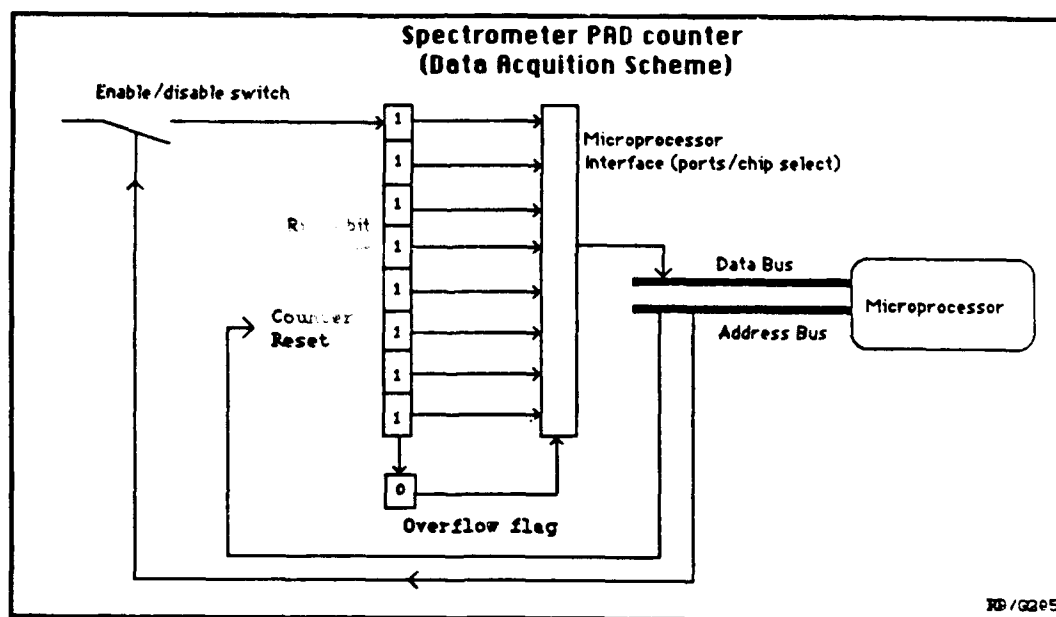 Spectrometer PAD counter
(Data Acquition Scheme)
Enable/disable switch
Microprocessor
Interface (ports/chip select)
bit
Data Bus
Microprocessor
Address Bus
Counter
Reset
1
1
1
1
1
1
1
1
0
Overflow flag